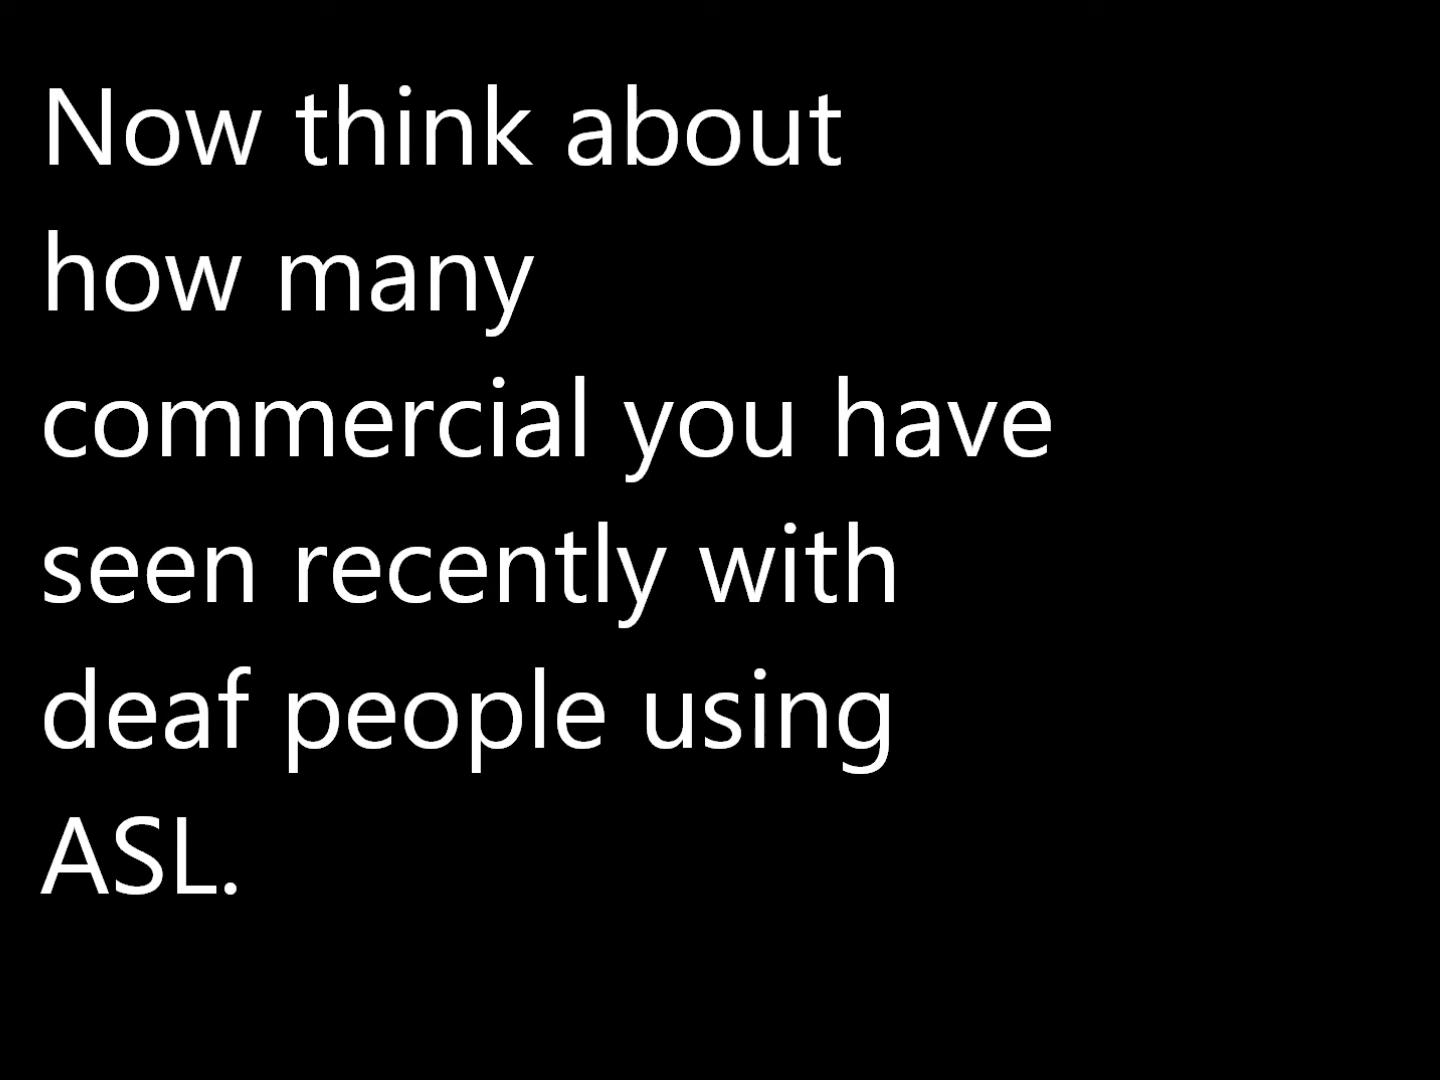 Now think about
how many
commercial you have
seen recently with
deaf people using
ASL.